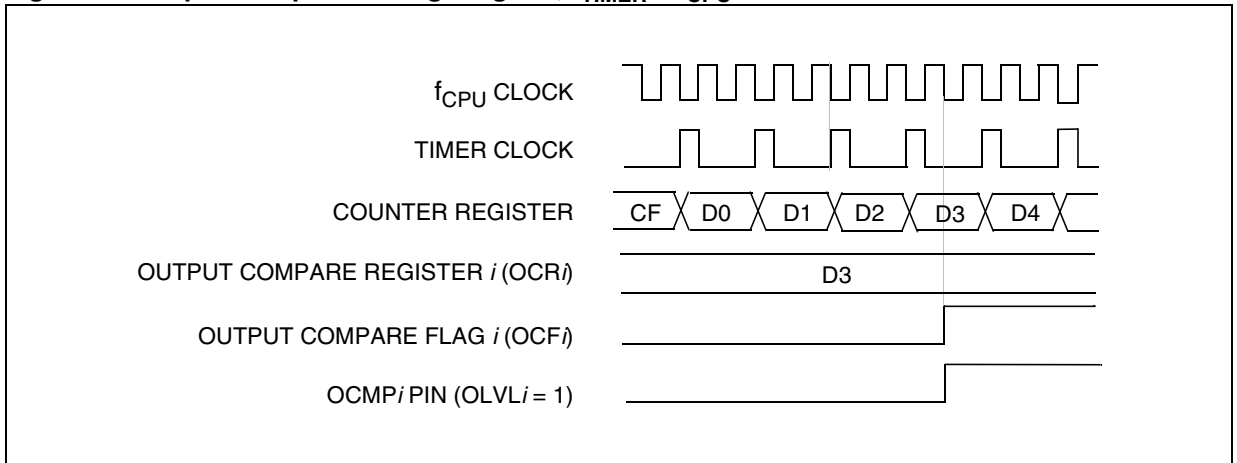 fCPU CLOCK
TIMER CLOCK
COUNTER REGISTER CF D0 D1 D2 D3 D4
OUTPUT COMPARE REGISTER i (OCRi) D3
OUTPUT COMPARE FLAG i (OCFi)
OCMPi PIN (OLVLi = 1)